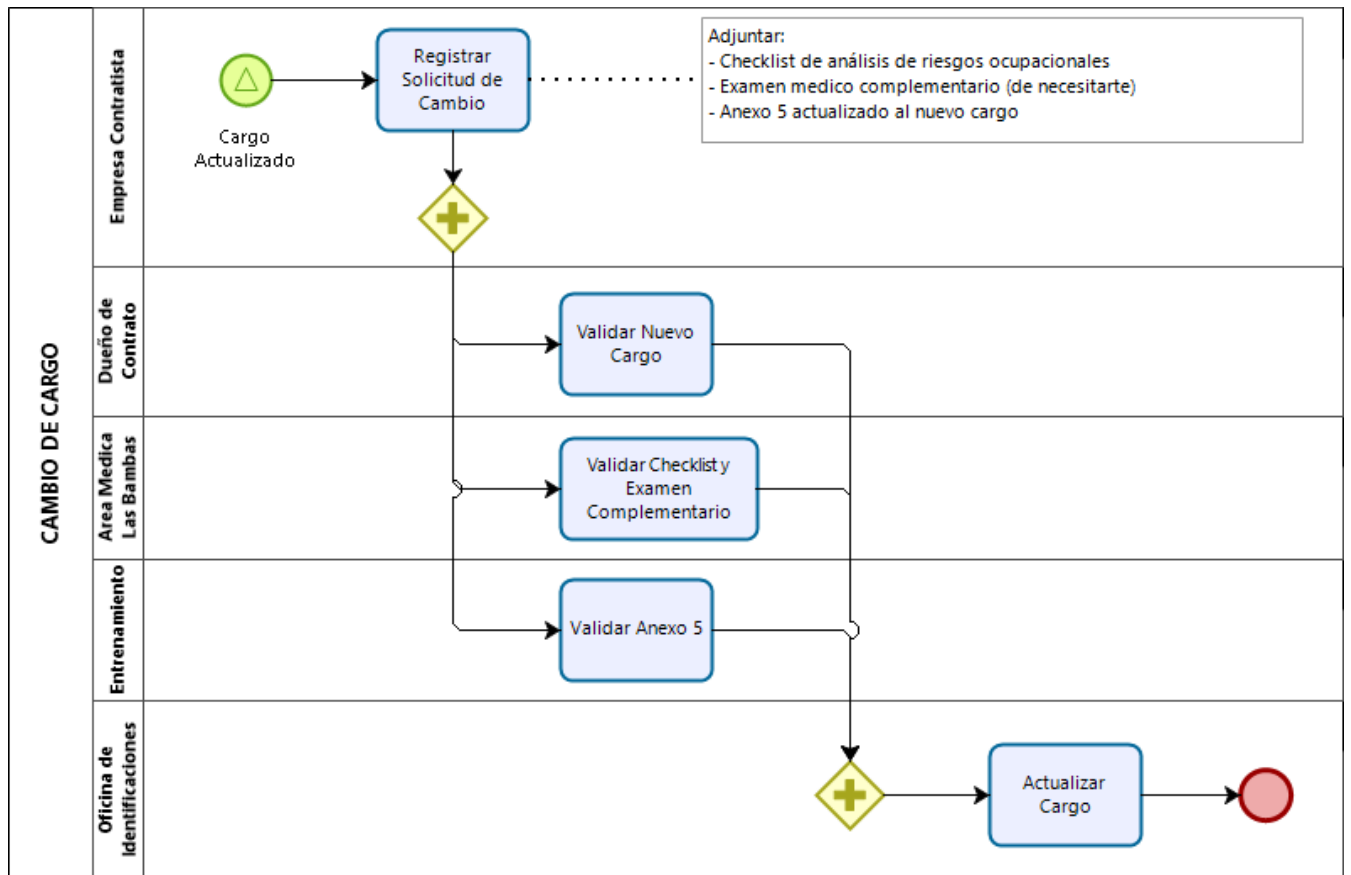 CAMBIO DE CARGO
Empresa Contratista
Cargo
Actualizado
Registrar
Solicitud de
Cambio
Adjuntar:
- Checklist de análisis de riesgos ocupacionales
- Examen medico complementario (de necesitarte)
- Anexo 5 actualizado al nuevo cargo
Dueño de
Contrato
Validar Nuevo
Cargo
Area Medica
Las Bambas
Validar Checklist y
Examen
Complementario
Entrenamiento
Validar Anexo 5
Oficina de
Identificaciones
Actualizar
Cargo